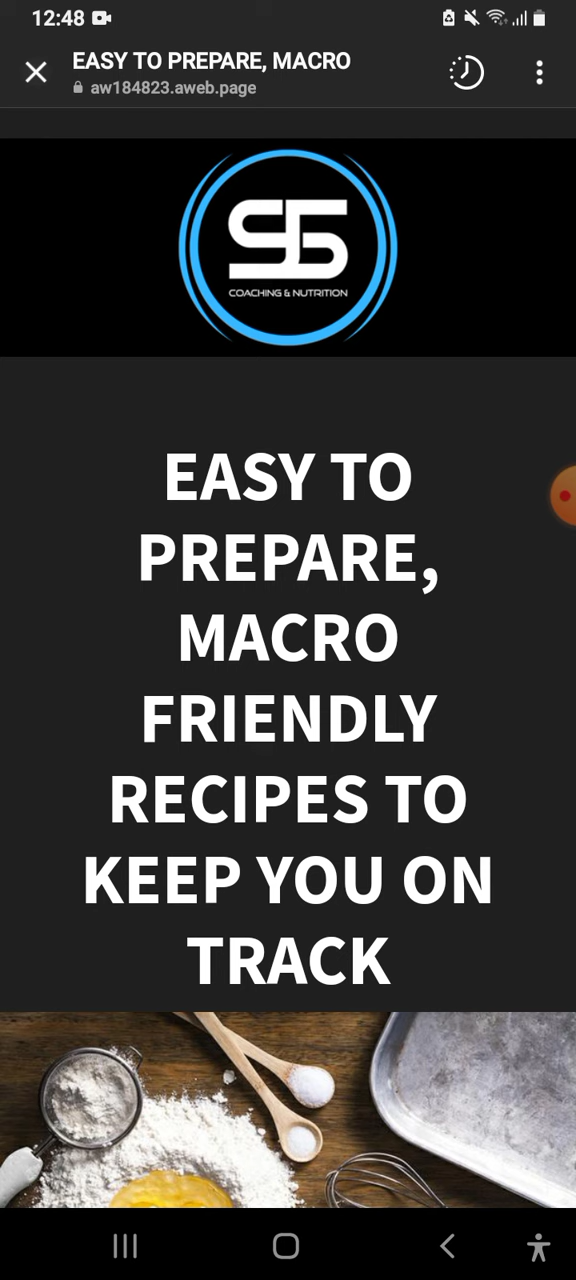 12:48
EASY TO PREPARE, MACRO
aw184823.aweb.page
S5
COACHING & NUTRITION
EASY TO
PREPARE,
MACRO
FRIENDLY
RECIPES TO
KEEP YOU ON
TRACK